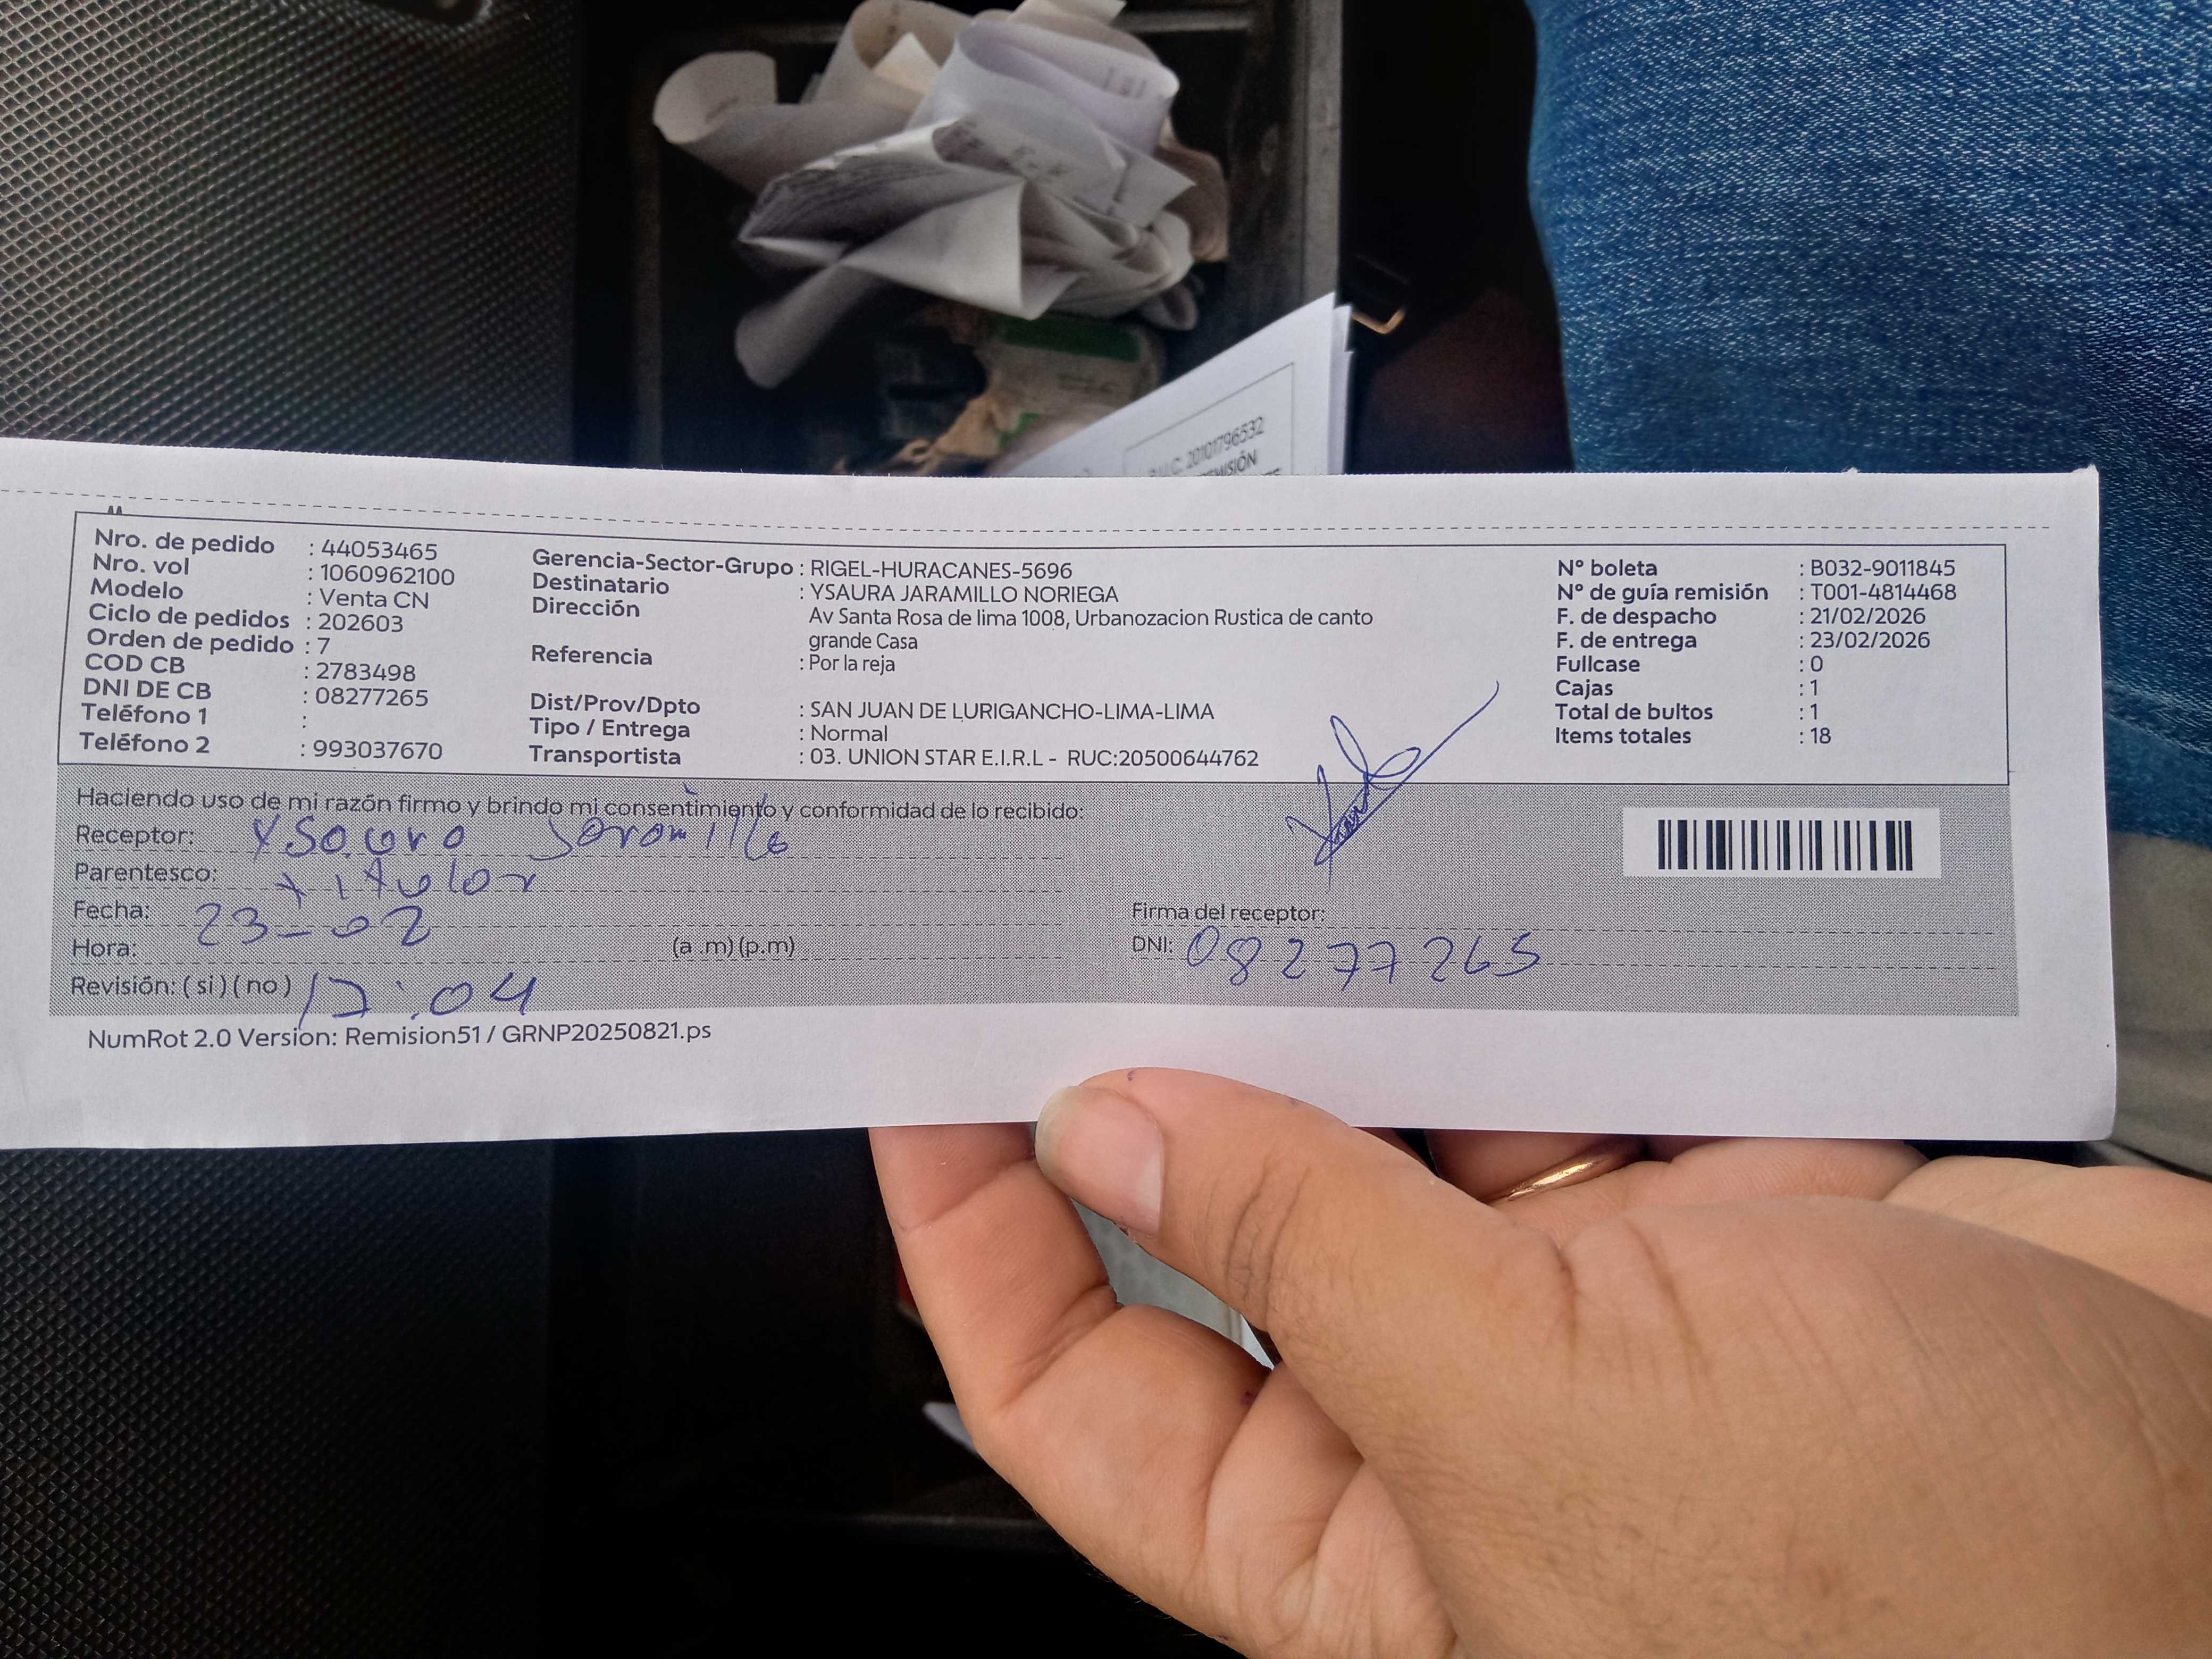 R.U.C. 20101796532
Nro. de pedido : 44053465
Nro. vol : 1060962100
Modelo : Venta CN
Ciclo de pedidos : 202603
Orden de pedido : 7
COD CB : 2783498
DNI DE CB : 08277265
Teléfono 1 :
Teléfono 2 : 993037670
Gerencia-Sector-Grupo : RIGEL-HURACANES-5696
Destinatario : YSAURA JARAMILLO NORIEGA
Dirección Av Santa Rosa de lima 1008, Urbanozacion Rustica de canto
grande Casa
Referencia : Por la reja
Dist/Prov/Dpto : SAN JUAN DE LURIGANCHO-LIMA-LIMA
Tipo / Entrega : Normal
Transportista : 03. UNION STAR E.I.R.L - RUC:20500644762
N° boleta : B032-9011845
N° de guía remisión : T001-4814468
F. de despacho : 21/02/2026
F. de entrega : 23/02/2026
Fullcase : 0
Cajas : 1
Total de bultos : 1
Items totales : 18
Haciendo uso de mi razón firmo y brindo mi consentimiento y conformidad de lo recibido:
Receptor: Ysaura Jaramillo
Parentesco: titular
Fecha: 23-02
Hora: (a .m) (p.m)
Revisión: ( si ) ( no ) 17:04
Firma del receptor:
DNI: 08277265
NumRot 2.0 Version: Remision51 / GRNP20250821.ps